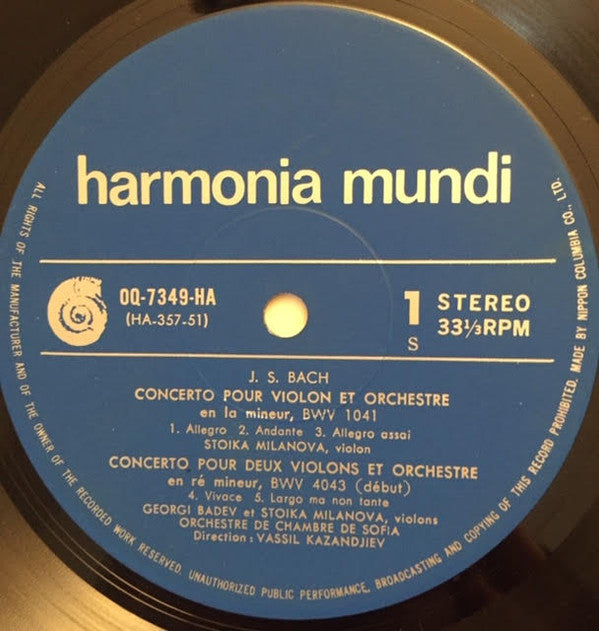 harmonia mundi
OQ-7349-HA
(HA-357-51)
1
S
STEREO
33⅓RPM
J. S. BACH
CONCERTO POUR VIOLON ET ORCHESTRE
en la mineur, BWV 1041
1. Allegro 2. Andante 3. Allegro assai
STOIKA MILANOVA, violon
CONCERTO POUR DEUX VIOLONS ET ORCHESTRE
en ré mineur, BWV 4043 (début)
4. Vivace 5. Largo ma non tante
GEORGI BADEV et STOIKA MILANOVA, violons
ORCHESTRE DE CHAMBRE DE SOFIA
Direction: VASSIL KAZANDJIEV
ALL RIGHTS OF THE MANUFACTURER AND OF THE OWNER OF THE RECORDED WORK RESERVED. UNAUTHORIZED PUBLIC PERFORMANCE, BROADCASTING AND COPYING OF THIS RECORD PROHIBITED. MADE BY NIPPON COLUMBIA CO., LTD.